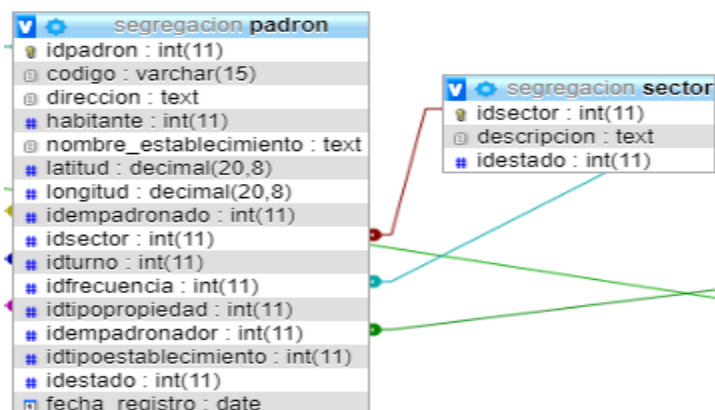 segregacion padron
idpadron : int(11)
codigo : varchar(15)
direccion : text
habitante : int(11)
nombre_establecimiento : text
latitud : decimal(20,8)
longitud : decimal(20,8)
idempadronado : int(11)
idsector : int(11)
idturno : int(11)
idfrecuencia : int(11)
idtipopropiedad : int(11)
idempadronador : int(11)
idtipoestablecimiento : int(11)
idestado : int(11)
fecha_registro : date
segregacion sector
idsector : int(11)
descripcion : text
idestado : int(11)